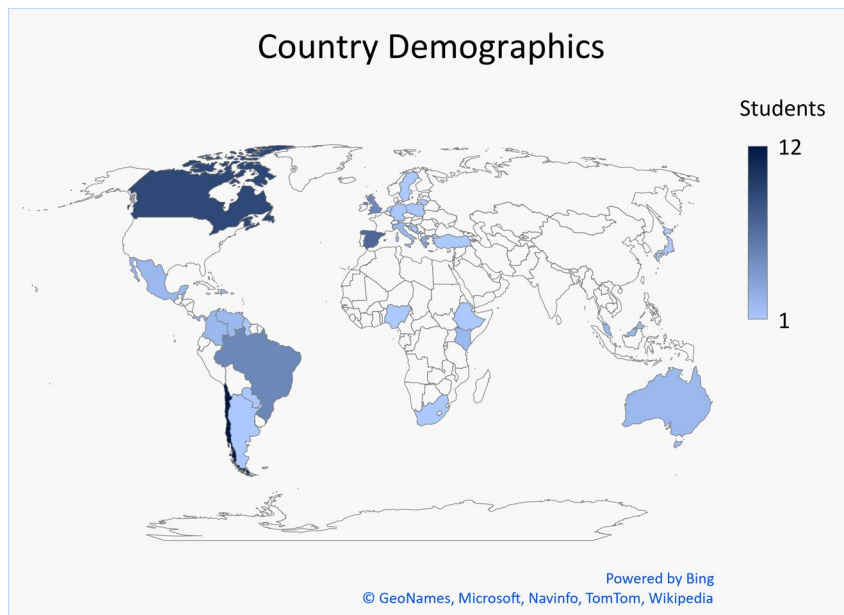 Country Demographics
Students
12
1
Powered by Bing
© GeoNames, Microsoft, Navinfo, TomTom, Wikipedia